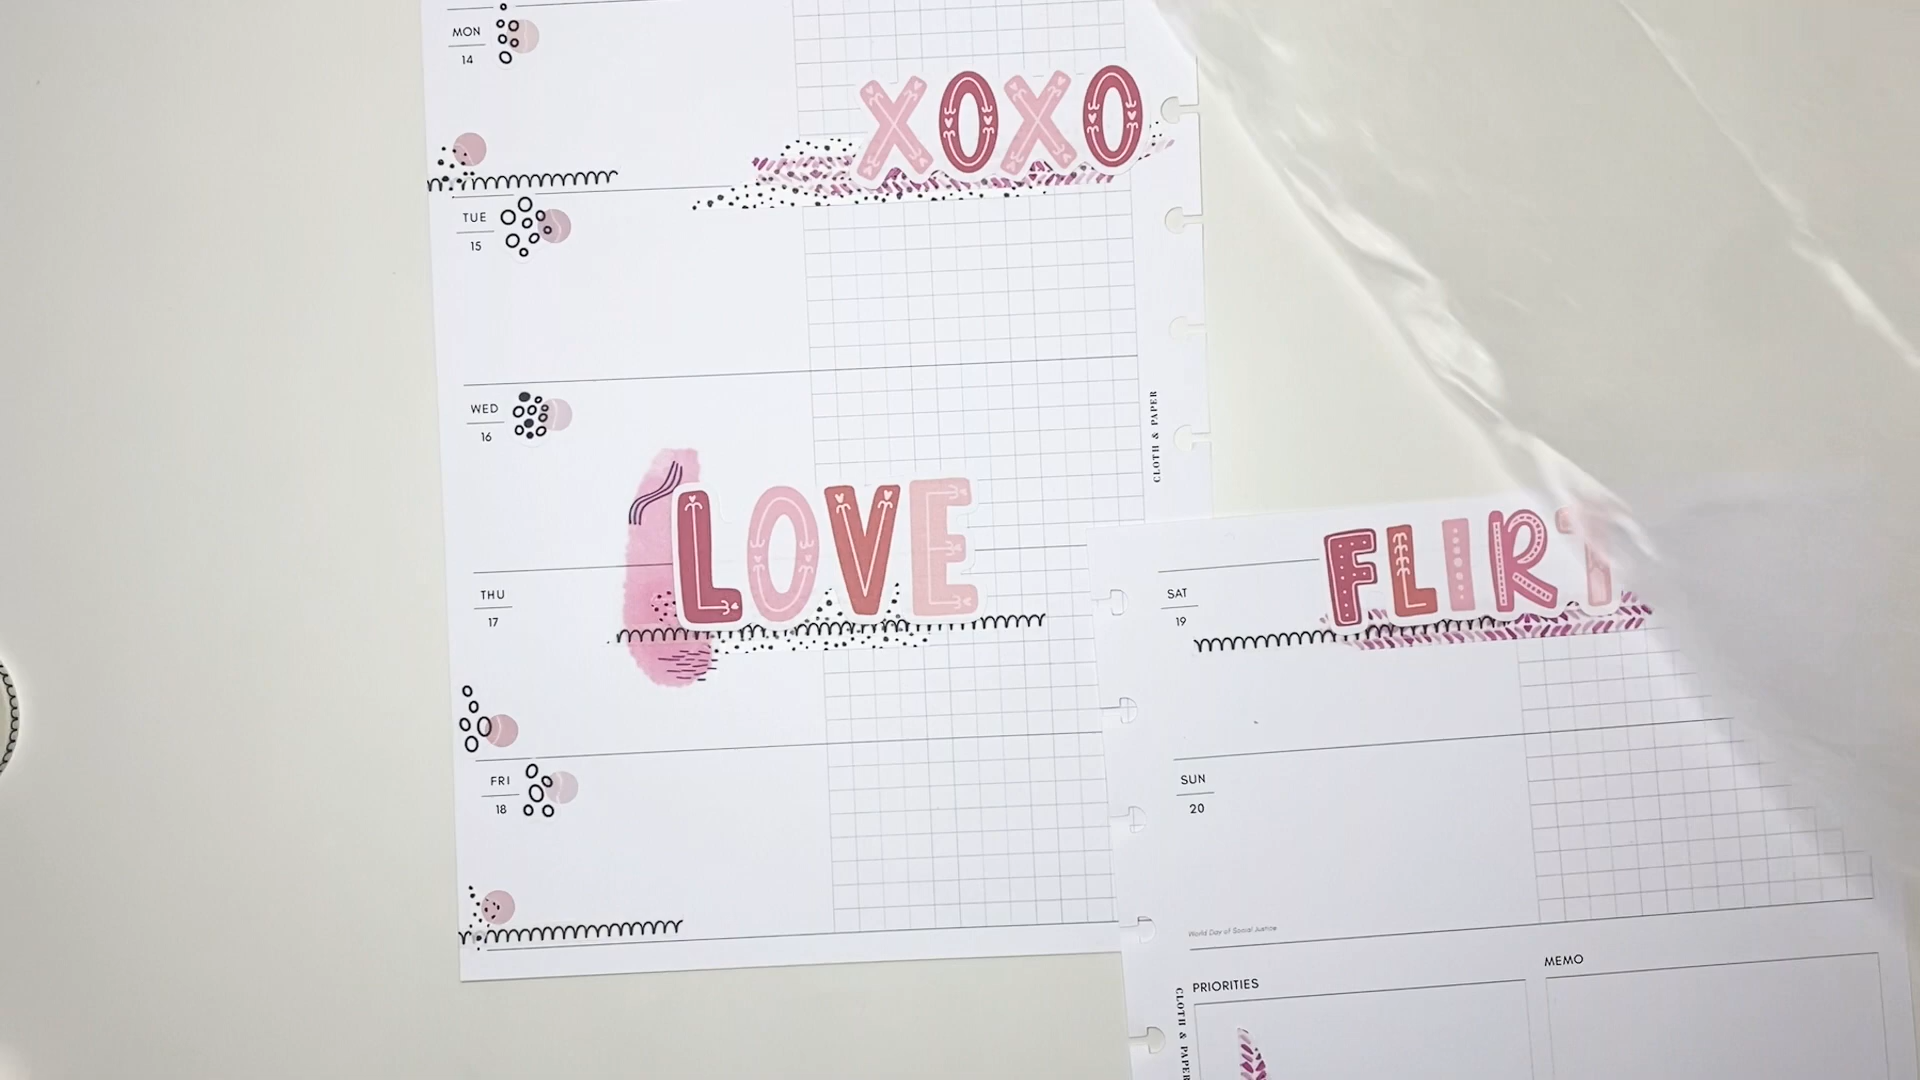 MON
14
XOXO
TUE
15
WED
16
CLOTH & PAPER
LOVE
THU
17
FRI
18
FLIRT
SAT
19
SUN
20
World Day of Social Justice
PRIORITIES
MEMO
CLOTH & PAPER